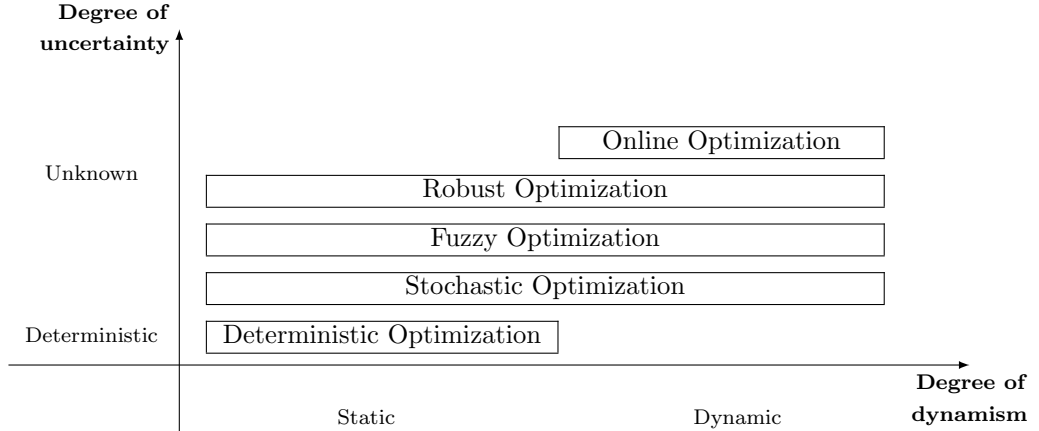 Degree of
uncertainty
Online Optimization
Unknown
Robust Optimization
Fuzzy Optimization
Stochastic Optimization
Deterministic
Deterministic Optimization
Degree of
dynamism
Static
Dynamic